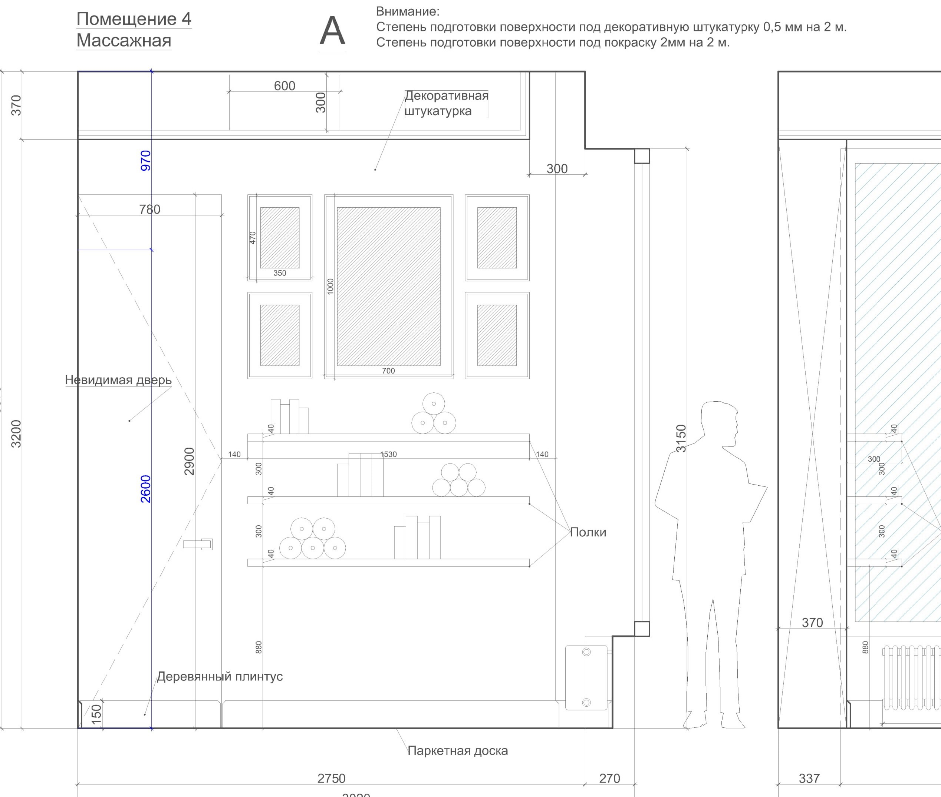 Помещение 4
Массажная
А
Внимание:
Степень подготовки поверхности под декоративную штукатурку 0,5 мм на 2 м.
Степень подготовки поверхности под покраску 2мм на 2 м.
370
600
300
Декоративная
штукатурка
970
300
780
470
350
1000
700
Невидимая дверь
3200
2900
2600
40
140
1530
140
300
40
300
40
880
Полки
3150
40
300
300
40
300
40
370
880
Деревянный плинтус
150
Паркетная доска
2750
270
337